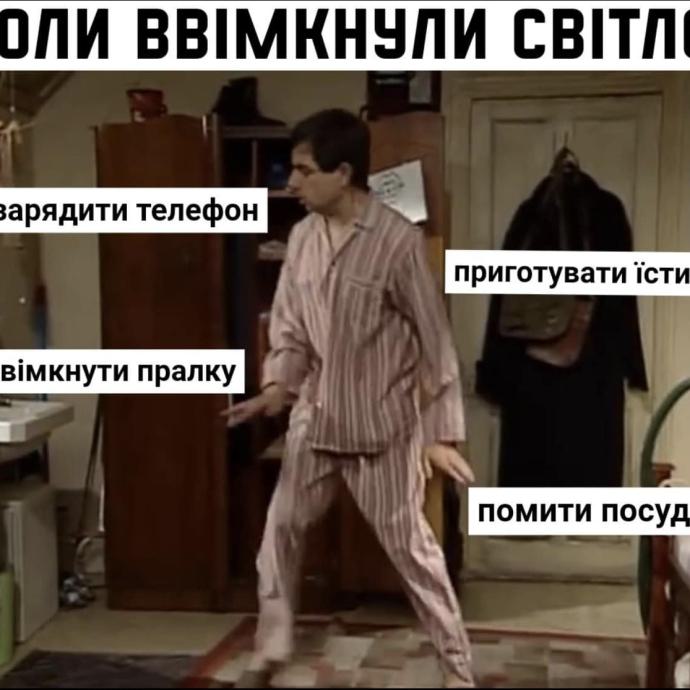 ОЛИ ВВІМКНУЛИ СВІТЛ
зарядити телефон
приготувати їсти
вімкнути пралку
помити посуд